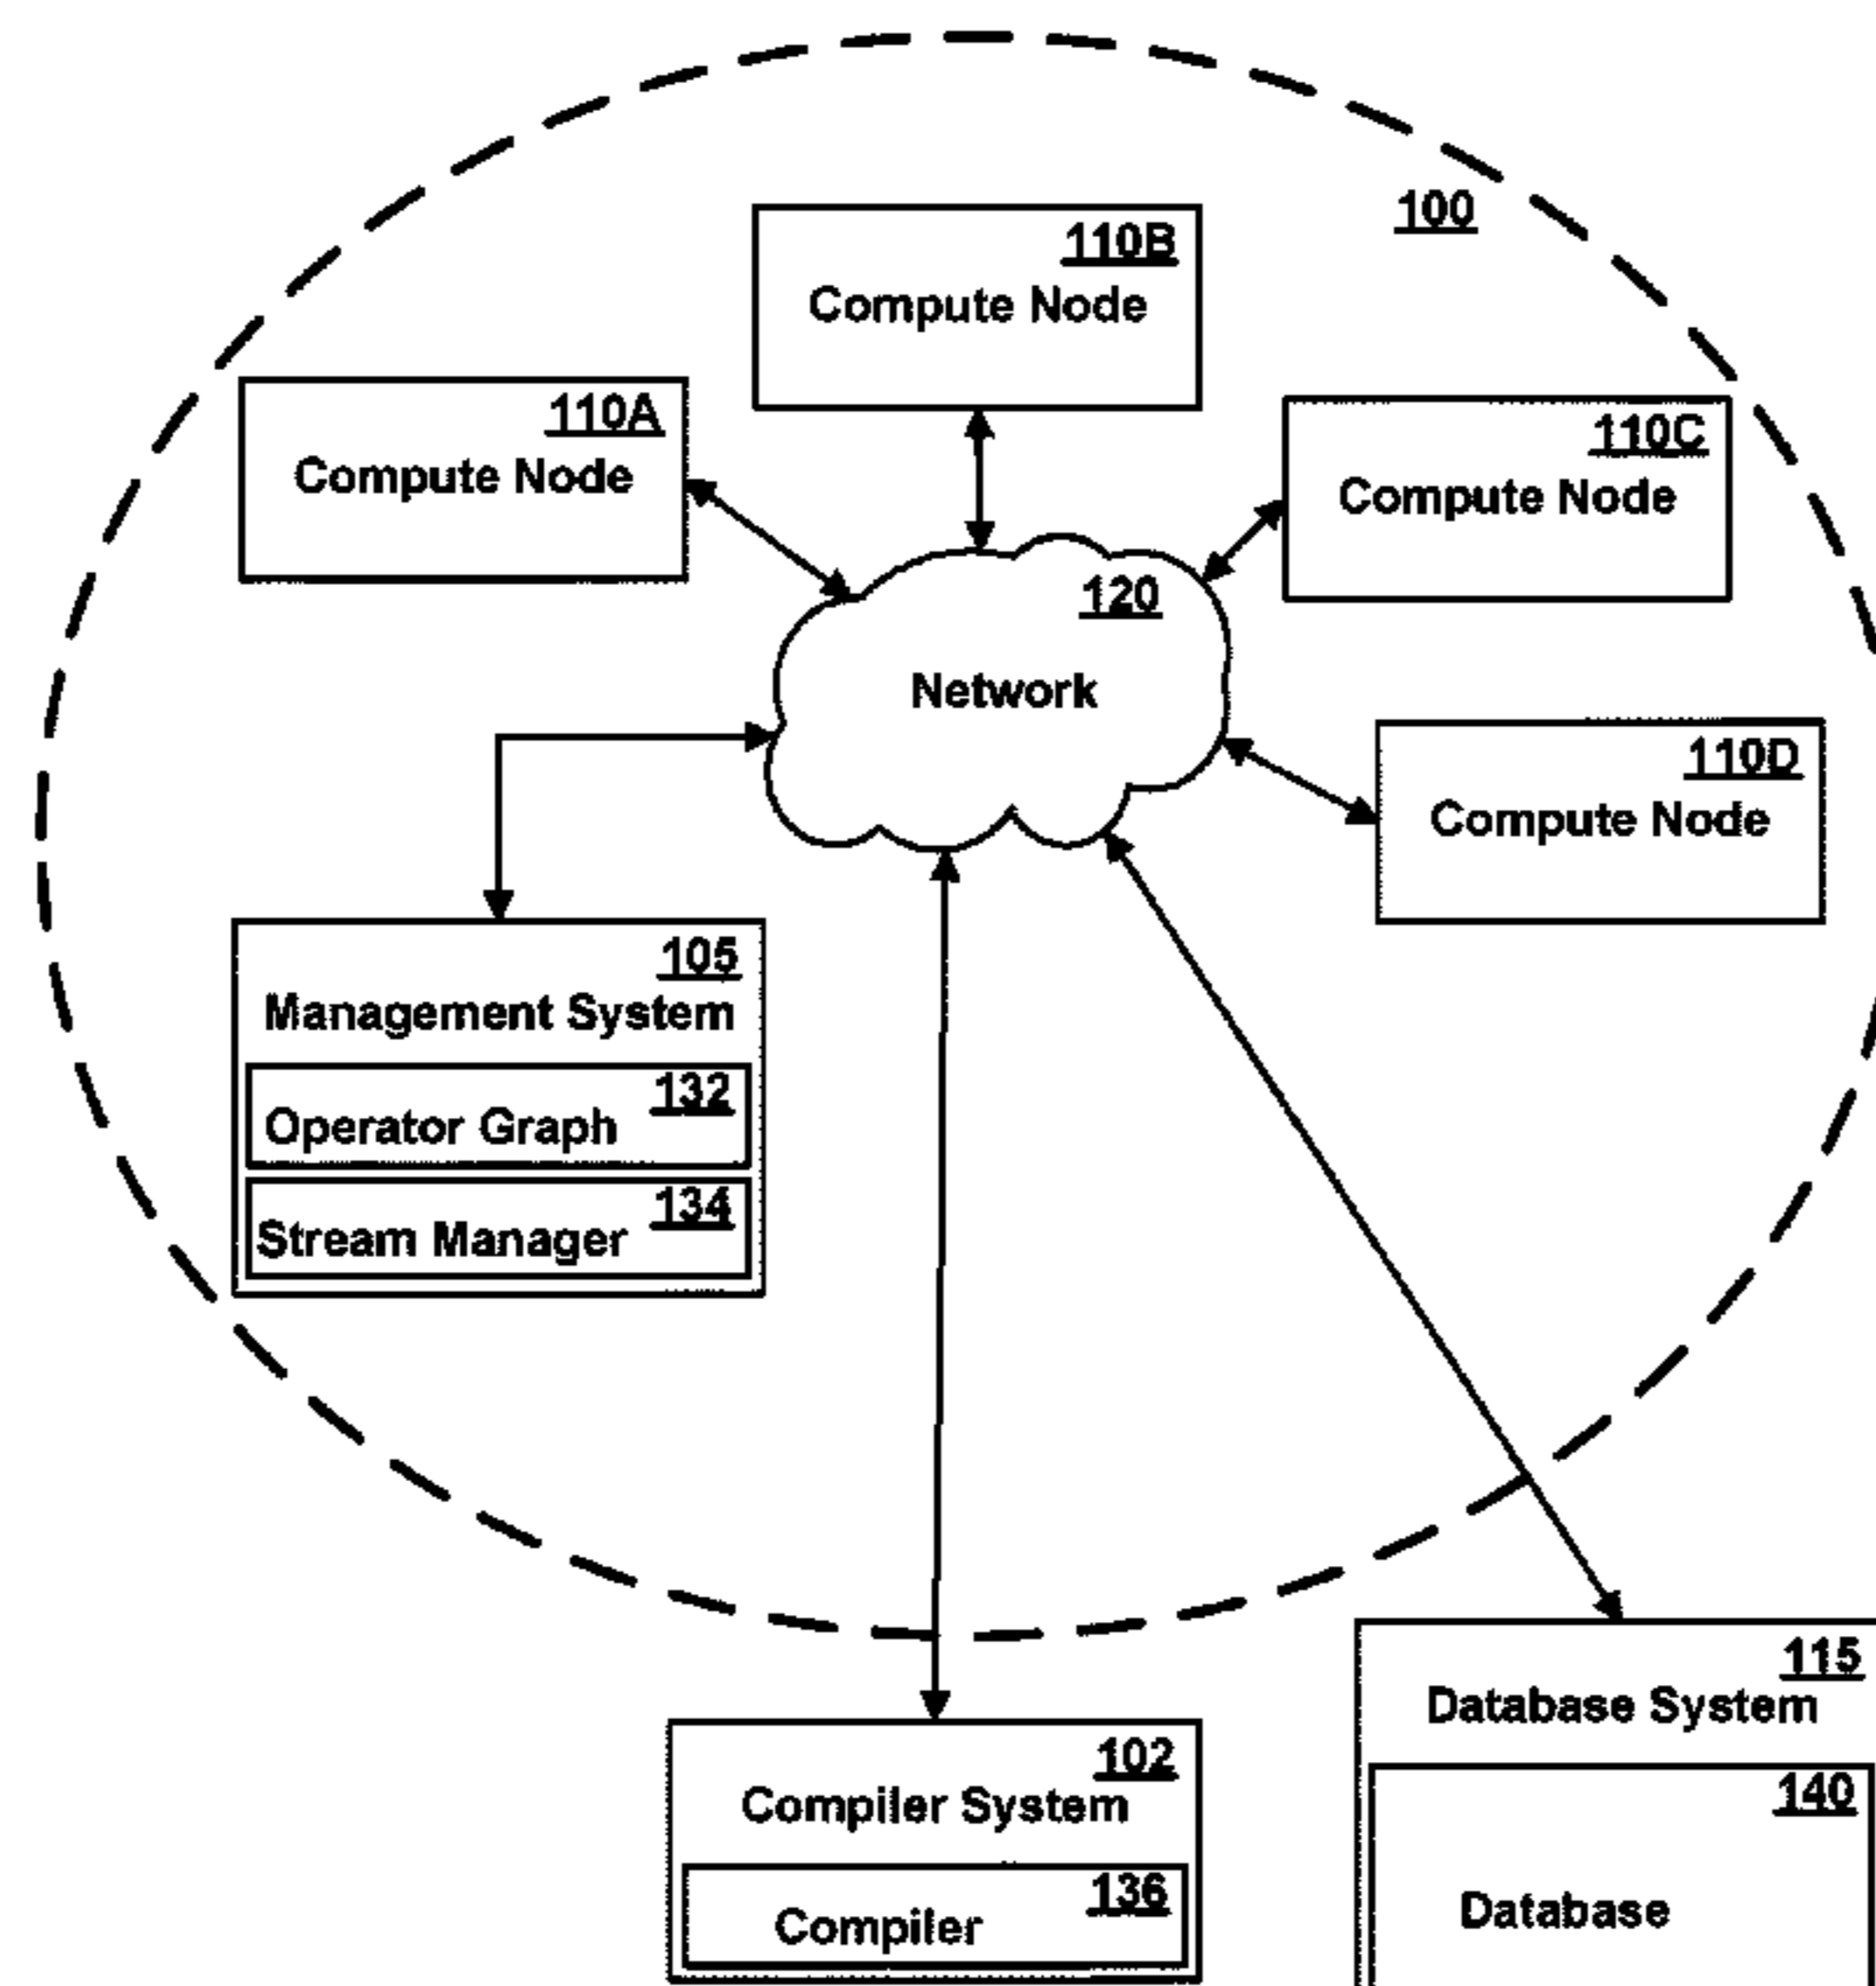 100
110B
Compute Node
110A
Compute Node
110C
Compute Node
120
Network
110D
Compute Node
105
Management System
132
Operator Graph
134
Stream Manager
115
Database System
102
Compiler System
140
Database
136
Compiler